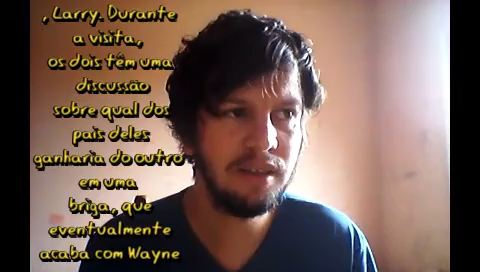 , Larry. Durante
a visita,
os dois têm uma
discussão
sobre qual dos
pais deles
ganharia do outro
em uma
briga, que
eventualmente
acaba com Wayne